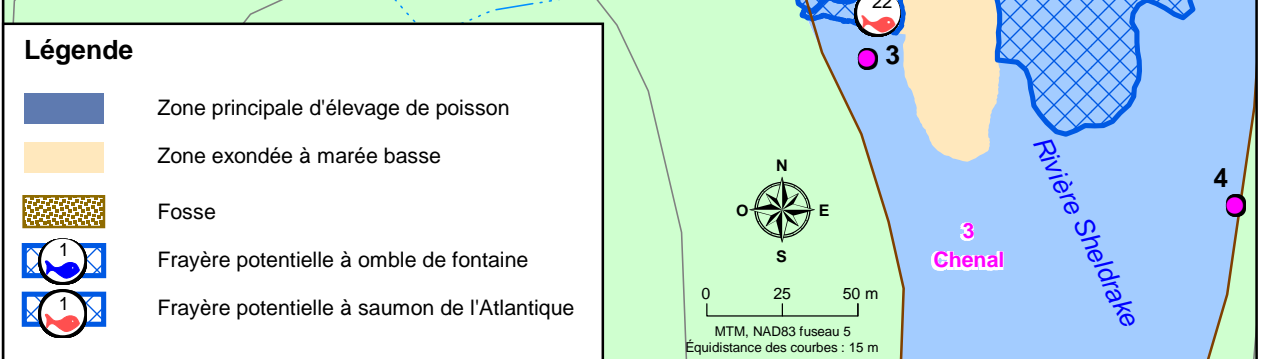 Légende
Zone principale d'élevage de poisson
Zone exondée à marée basse
Fosse
1
Frayère potentielle à omble de fontaine
1
Frayère potentielle à saumon de l'Atlantique
22
3
N
O
E
S
0 25 50 m
MTM, NAD83 fuseau 5
Équidistance des courbes : 15 m
3
Chenal
Rivière Sheldrake
4